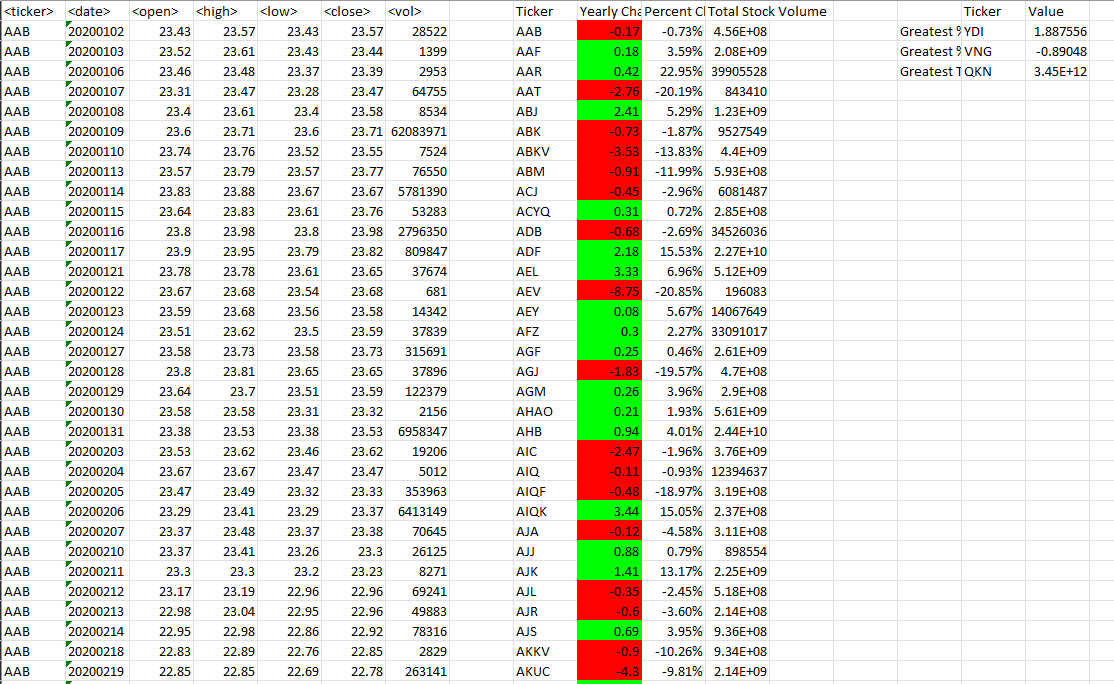 <ticker> <date> <open> <high> <low> <close> <vol> Ticker Yearly Cha Percent Cl Total Stock Volume Ticker Value
AAB 20200102 23.43 23.57 23.43 23.57 28522 AAB -0.17 -0.73% 4.56E+08 Greatest % YDI 1.887556
AAB 20200103 23.52 23.61 23.43 23.44 1399 AAF 0.18 3.59% 2.08E+09 Greatest % VNG -0.89048
AAB 20200106 23.46 23.48 23.37 23.39 2953 AAR 0.42 22.95% 39905528 Greatest T QKN 3.45E+12
AAB 20200107 23.31 23.47 23.28 23.47 64755 AAT -2.76 -20.19% 843410
AAB 20200108 23.4 23.61 23.4 23.58 8534 ABJ 2.41 5.29% 1.23E+09
AAB 20200109 23.6 23.71 23.6 23.71 62083971 ABK -0.73 -1.87% 9527549
AAB 20200110 23.74 23.76 23.52 23.55 7524 ABKV -3.53 -13.83% 4.4E+09
AAB 20200113 23.57 23.79 23.57 23.77 76550 ABM -0.91 -11.99% 5.93E+08
AAB 20200114 23.83 23.88 23.67 23.67 5781390 ACJ -0.45 -2.96% 6081487
AAB 20200115 23.64 23.83 23.61 23.76 53283 ACYQ 0.31 0.72% 2.85E+08
AAB 20200116 23.8 23.98 23.8 23.98 2796350 ADB -0.68 -2.69% 34526036
AAB 20200117 23.9 23.95 23.79 23.82 809847 ADF 2.18 15.53% 2.27E+10
AAB 20200121 23.78 23.78 23.61 23.65 37674 AEL 3.33 6.96% 5.12E+09
AAB 20200122 23.67 23.68 23.54 23.68 681 AEV -8.75 -20.85% 196083
AAB 20200123 23.59 23.68 23.56 23.58 14342 AEY 0.08 5.67% 14067649
AAB 20200124 23.51 23.62 23.5 23.59 37839 AFZ 0.3 2.27% 33091017
AAB 20200127 23.58 23.73 23.58 23.73 315691 AGF 0.25 0.46% 2.61E+09
AAB 20200128 23.8 23.81 23.65 23.65 37896 AGJ -1.83 -19.57% 4.7E+08
AAB 20200129 23.64 23.7 23.51 23.59 122379 AGM 0.26 3.96% 2.9E+08
AAB 20200130 23.58 23.58 23.31 23.32 2156 AHAO 0.21 1.93% 5.61E+09
AAB 20200131 23.38 23.53 23.38 23.53 6958347 AHB 0.94 4.01% 2.44E+10
AAB 20200203 23.53 23.62 23.46 23.62 19206 AIC -2.47 -1.96% 3.76E+09
AAB 20200204 23.67 23.67 23.47 23.47 5012 AIQ -0.11 -0.93% 12394637
AAB 20200205 23.47 23.49 23.32 23.33 353963 AIQF -0.48 -18.97% 3.19E+08
AAB 20200206 23.29 23.41 23.29 23.37 6413149 AIQK 3.44 15.05% 2.37E+08
AAB 20200207 23.37 23.48 23.37 23.38 70645 AJA -0.12 -4.58% 3.11E+08
AAB 20200210 23.37 23.41 23.26 23.3 26125 AJJ 0.88 0.79% 898554
AAB 20200211 23.3 23.3 23.2 23.23 8271 AJK 1.41 13.17% 2.25E+09
AAB 20200212 23.17 23.19 22.96 22.96 69241 AJL -0.35 -2.45% 5.18E+08
AAB 20200213 22.98 23.04 22.95 22.96 49883 AJR -0.6 -3.60% 2.14E+08
AAB 20200214 22.95 22.98 22.86 22.92 78316 AJS 0.69 3.95% 9.36E+08
AAB 20200218 22.83 22.89 22.76 22.85 2829 AKKV -0.9 -10.26% 9.34E+08
AAB 20200219 22.85 22.85 22.69 22.78 263141 AKUC -4.3 -9.81% 2.14E+09